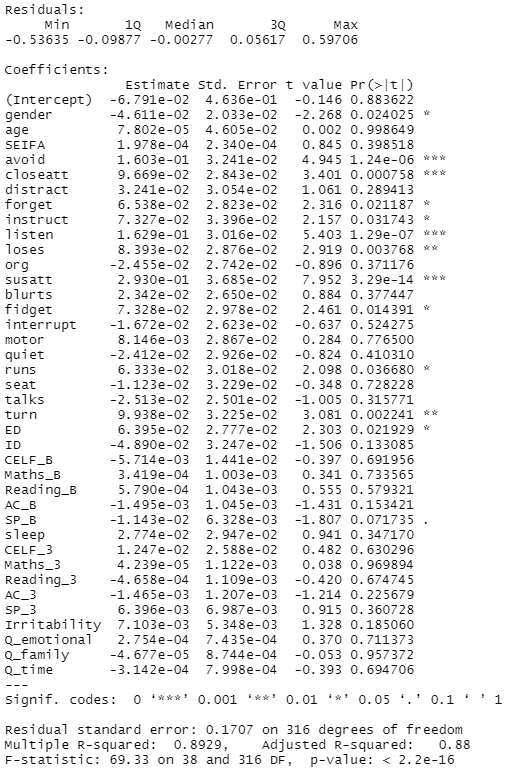 Residuals:
     Min       1Q   Median       3Q      Max
-0.53635 -0.09877 -0.00277  0.05617  0.59706

Coefficients:
               Estimate Std. Error t value Pr(>|t|)
(Intercept)  -6.791e-02  4.636e-01  -0.146 0.883622
gender       -4.611e-02  2.033e-02  -2.268 0.024025 *
age           7.802e-05  4.605e-02   0.002 0.998649
SEIFA         1.978e-04  2.340e-04   0.845 0.398518
avoid         1.603e-01  3.241e-02   4.945 1.24e-06 ***
closeatt      9.669e-02  2.843e-02   3.401 0.000758 ***
distract      3.241e-02  3.054e-02   1.061 0.289413
forget        6.538e-02  2.823e-02   2.316 0.021187 *
instruct      7.327e-02  3.396e-02   2.157 0.031743 *
listen        1.629e-01  3.016e-02   5.403 1.29e-07 ***
loses         8.393e-02  2.876e-02   2.919 0.003768 **
org          -2.455e-02  2.742e-02  -0.896 0.371176
susatt        2.930e-01  3.685e-02   7.952 3.29e-14 ***
blurts        2.342e-02  2.650e-02   0.884 0.377447
fidget        7.328e-02  2.978e-02   2.461 0.014391 *
interrupt    -1.672e-02  2.623e-02  -0.637 0.524275
motor         8.146e-03  2.867e-02   0.284 0.776500
quiet        -2.412e-02  2.926e-02  -0.824 0.410310
runs          6.333e-02  3.018e-02   2.098 0.036680 *
seat         -1.123e-02  3.229e-02  -0.348 0.728228
talks        -2.513e-02  2.501e-02  -1.005 0.315771
turn          9.938e-02  3.225e-02   3.081 0.002241 **
ED            6.395e-02  2.777e-02   2.303 0.021929 *
ID           -4.890e-02  3.247e-02  -1.506 0.133085
CELF_B       -5.714e-03  1.441e-02  -0.397 0.691956
Maths_B       3.419e-04  1.003e-03   0.341 0.733565
Reading_B     5.790e-04  1.043e-03   0.555 0.579321
AC_B         -1.495e-03  1.045e-03  -1.431 0.153421
SP_B         -1.143e-02  6.328e-03  -1.807 0.071735 .
sleep         2.774e-02  2.947e-02   0.941 0.347170
CELF_3        1.247e-02  2.588e-02   0.482 0.630296
Maths_3       4.239e-05  1.122e-03   0.038 0.969894
Reading_3    -4.658e-04  1.109e-03  -0.420 0.674745
AC_3         -1.465e-03  1.207e-03  -1.214 0.225679
SP_3          6.396e-03  6.987e-03   0.915 0.360728
Irritability  7.103e-03  5.348e-03   1.328 0.185060
Q_emotional   2.754e-04  7.435e-04   0.370 0.711373
Q_family     -4.677e-05  8.744e-04  -0.053 0.957372
Q_time       -3.142e-04  7.998e-04  -0.393 0.694706
---
Signif. codes:  0 ‘***’ 0.001 ‘**’ 0.01 ‘*’ 0.05 ‘.’ 0.1 ‘ ’ 1

Residual standard error: 0.1707 on 316 degrees of freedom
Multiple R-squared:  0.8929,    Adjusted R-squared:   0.88
F-statistic: 69.33 on 38 and 316 DF,  p-value: < 2.2e-16